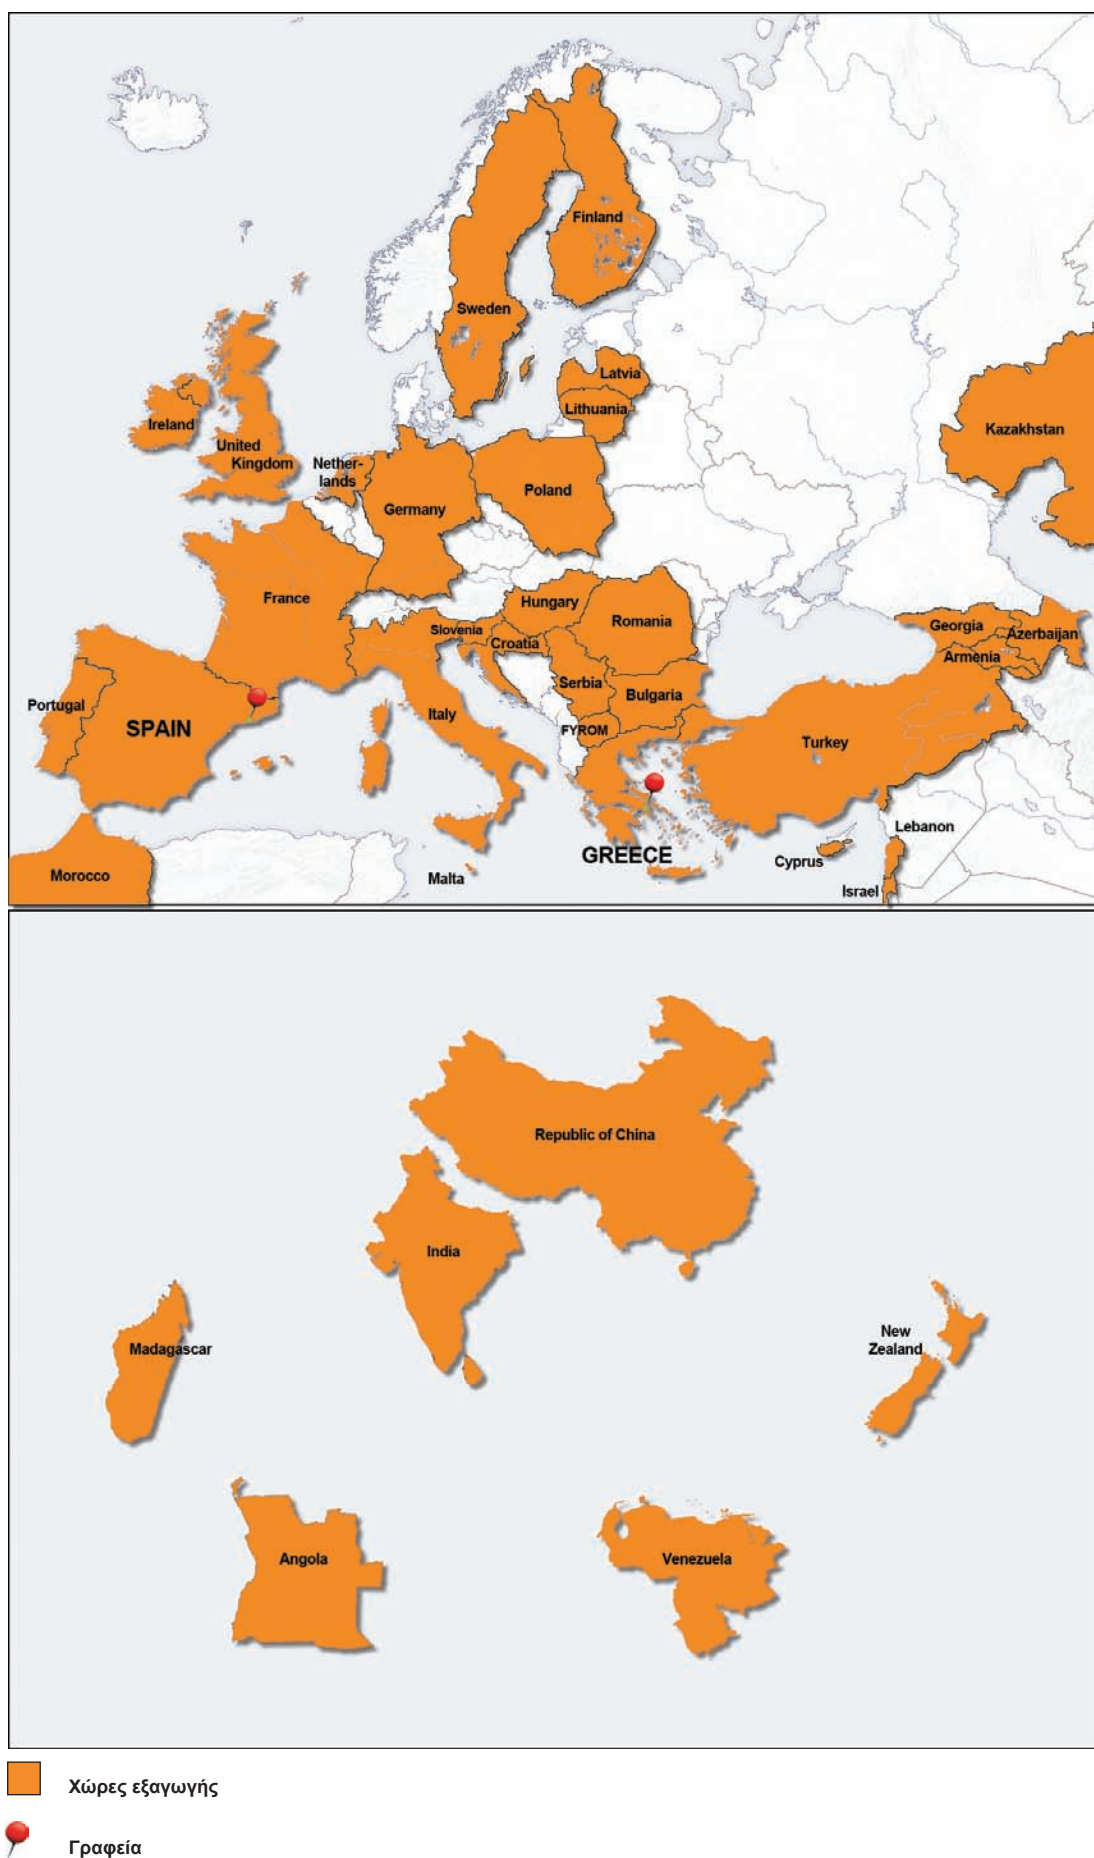 Finland
Sweden
Latvia
Lithuania
Ireland
United
Kingdom
Nether-
lands
Germany
Poland
Kazakhstan
France
Hungary
Romania
Slovenia
Croatia
Georgia
Azerbaijan
Armenia
Serbia
Bulgaria
Portugal
SPAIN
Italy
FYROM
Turkey
Lebanon
GREECE
Cyprus
Morocco
Malta
Israel
Republic of China
India
New
Zealand
Madagascar
Angola
Venezuela
Χώρες εξαγωγής
Γραφεία